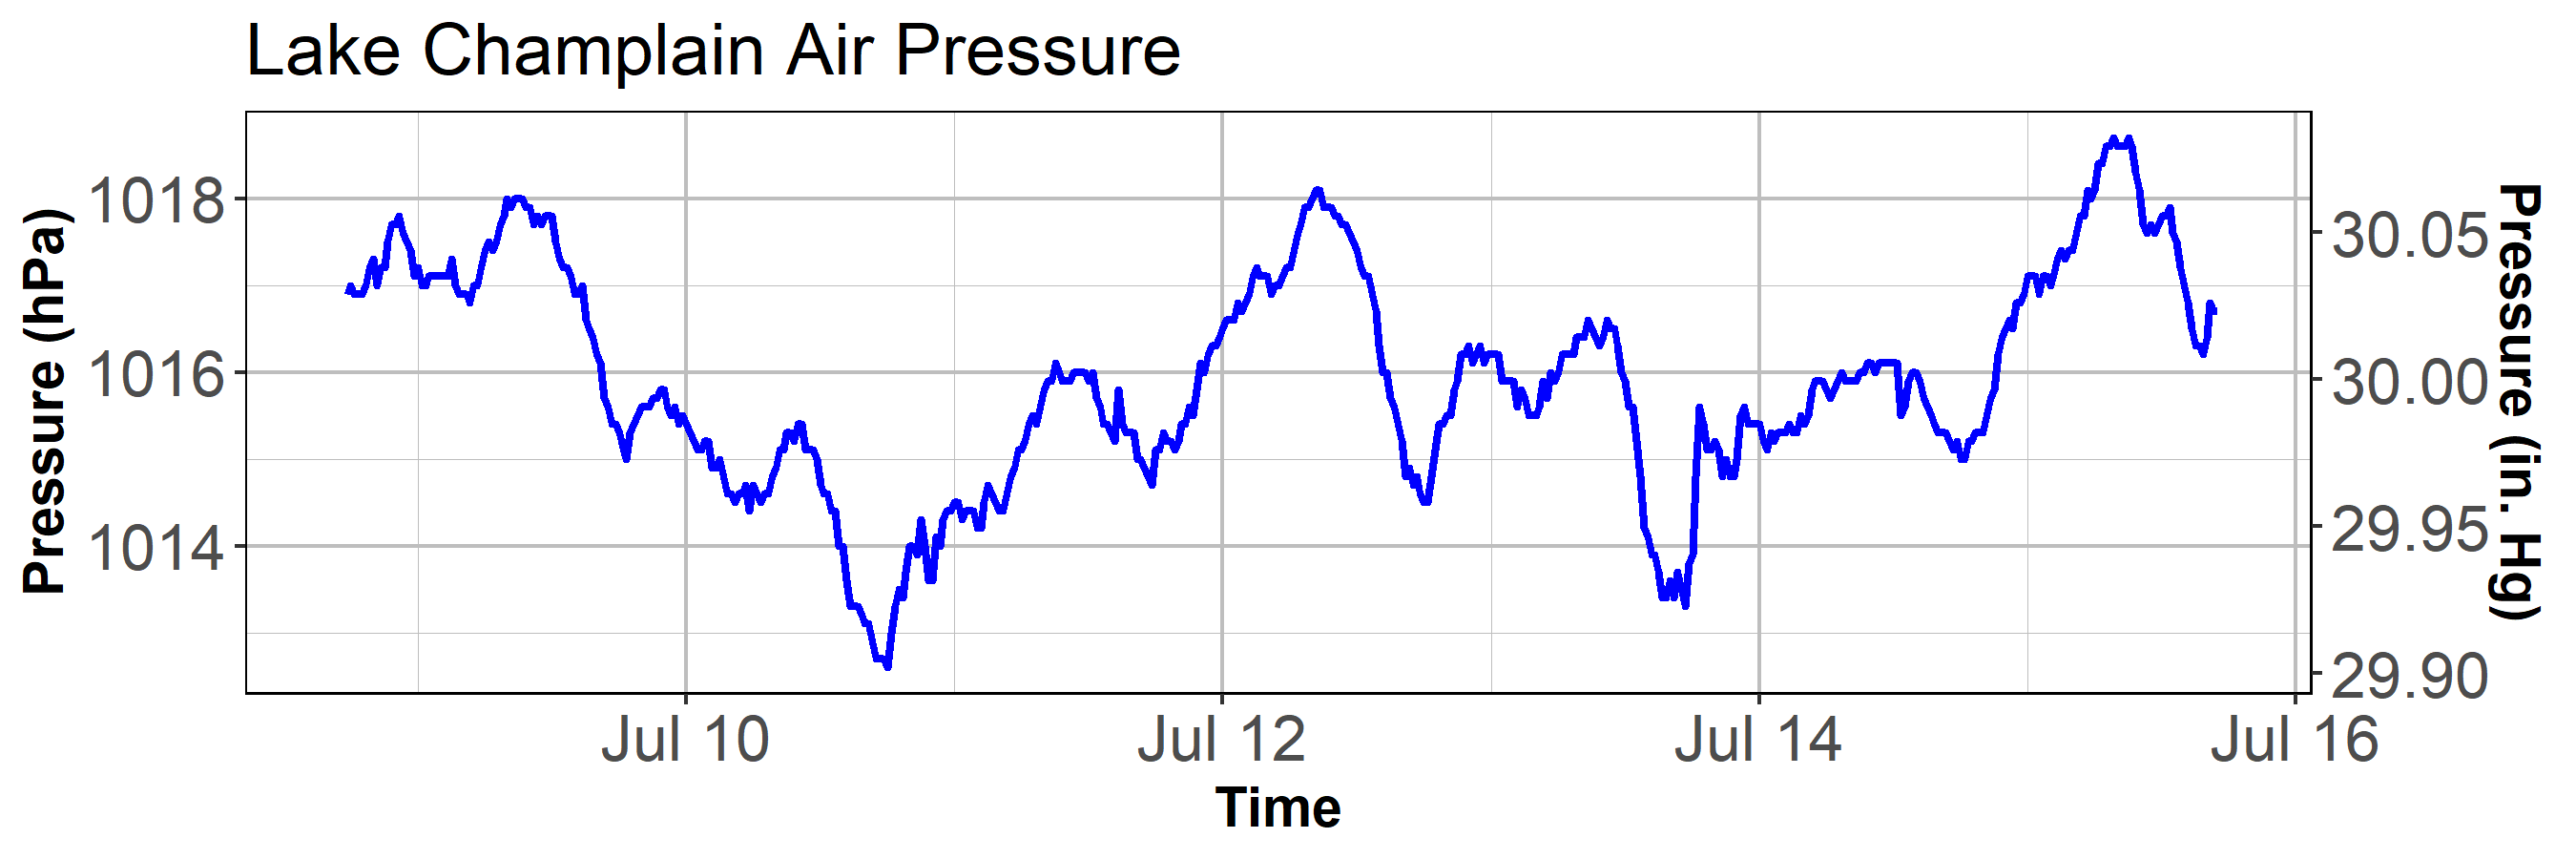 Lake Champlain Air Pressure
Pressure (hPa)
1018
1016
1014
30.05
30.00
29.95
29.90
Pressure (in. Hg)
Jul 10
Jul 12
Jul 14
Jul 16
Time